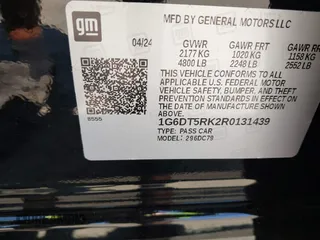 gm
MFD BY GENERAL MOTORS LLC
04/24 GVWR GAWR FRT GAWR RR
2177 KG 1020 KG 1158 KG
4800 LB 2248 LB 2552 LB
THIS VEHICLE CONFORMS TO ALL
APPLICABLE U.S. FEDERAL MOTOR
VEHICLE SAFETY, BUMPER, AND THEFT
PREVENTION STANDARDS IN EFFECT ON
THE DATE OF MANUFACTURE SHOWN
ABOVE.
1G6DT5RK2R0131439
TYPE: PASS CAR
MODEL: